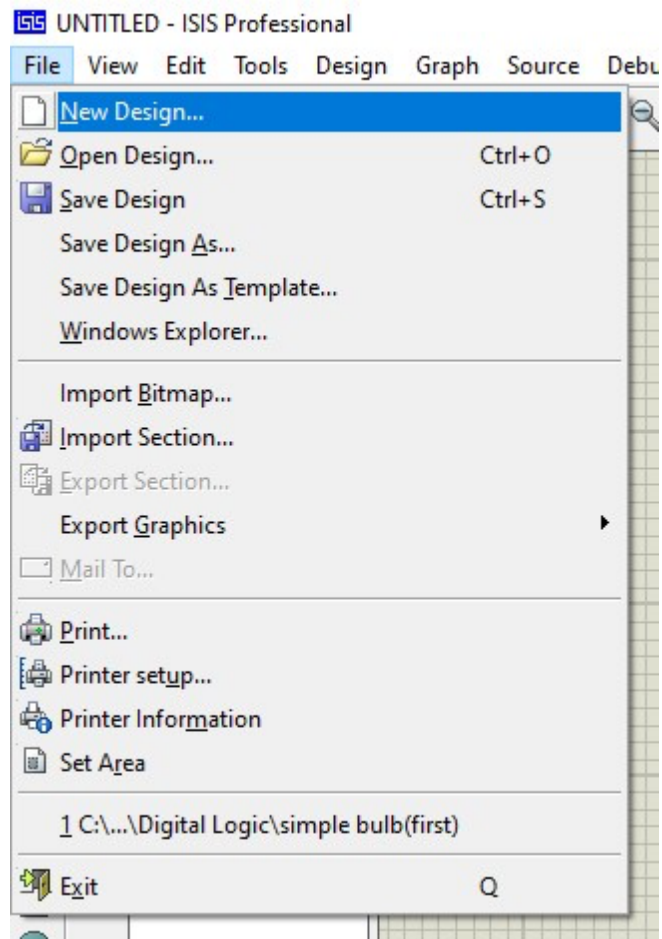 ISIS UNTITLED - ISIS Professional
File View Edit Tools Design Graph Source Debu
New Design...
Open Design... Ctrl+O
Save Design Ctrl+S
Save Design As...
Save Design As Template...
Windows Explorer...
Import Bitmap...
Import Section...
Export Section...
Export Graphics
Mail To...
Print...
Printer setup...
Printer Information
Set Area
1 C:\...\Digital Logic\simple bulb(first)
Exit Q